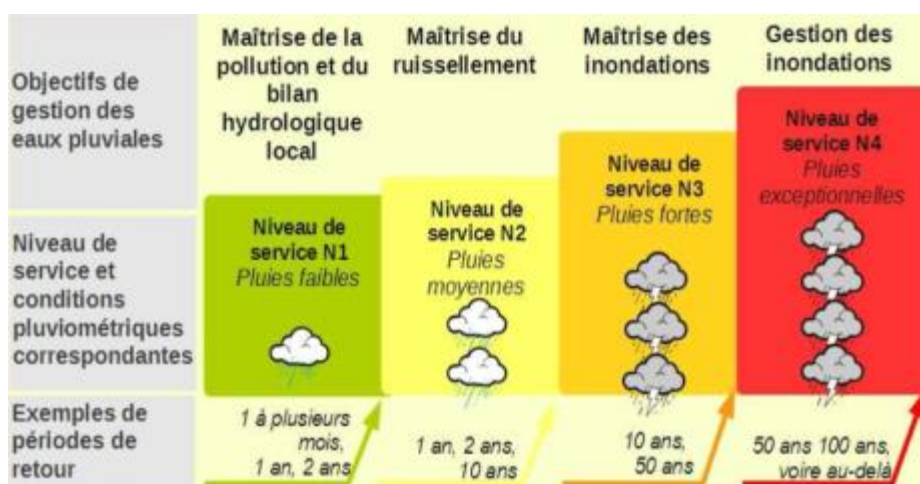 Objectifs de
gestion des
eaux pluviales
Maîtrise de la
pollution et du
bilan
hydrologique
local
Maîtrise du
ruissellement
Maîtrise des
inondations
Gestion des
inondations
Niveau de
service et
conditions
pluviométriques
correspondantes
Niveau de
service N1
Pluies faibles
Niveau de
service N2
Pluies
moyennes
Niveau de
service N3
Pluies fortes
Niveau de
service N4
Pluies
exceptionnelles
Exemples de
périodes de
retour
1 à plusieurs
mois,
1 an, 2 ans
1 an, 2 ans,
10 ans
10 ans,
50 ans
50 ans 100 ans,
voire au-delà